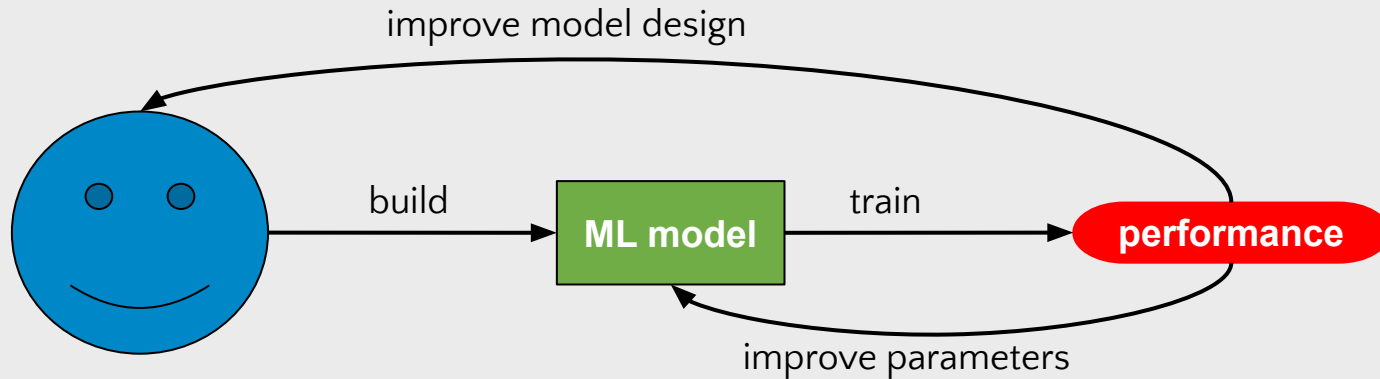 improve model design
build
ML model
train
performance
improve parameters